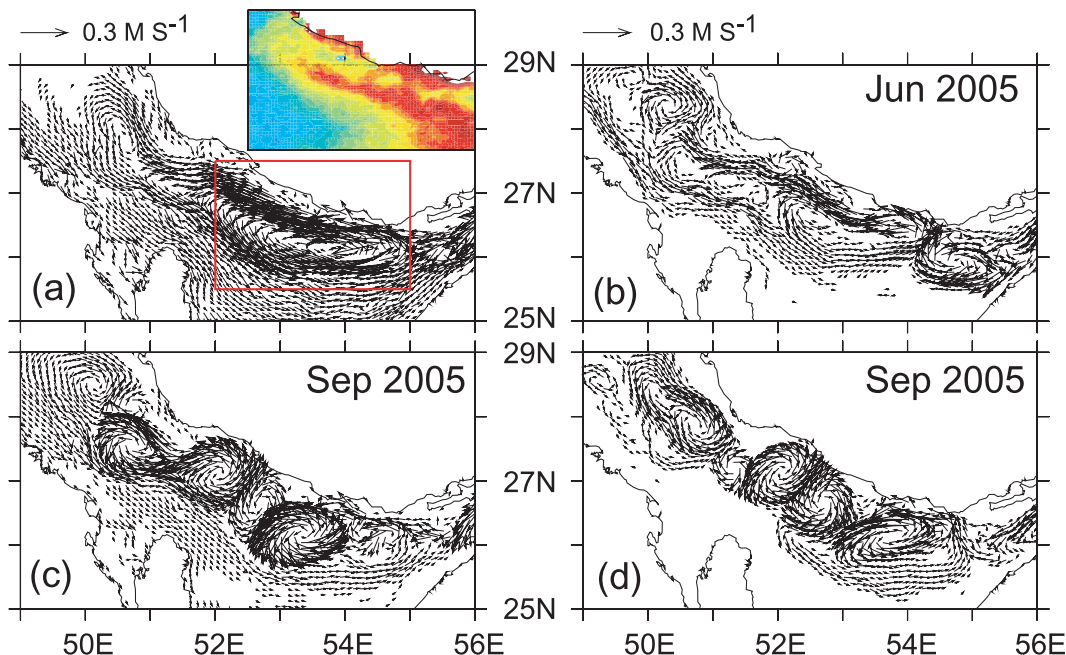 0.3 M S⁻¹
0.3 M S⁻¹
29N
Jun 2005
27N
(a)
(b)
25N
29N
Sep 2005
Sep 2005
27N
(c)
(d)
25N
50E 52E 54E 56E 50E 52E 54E 56E